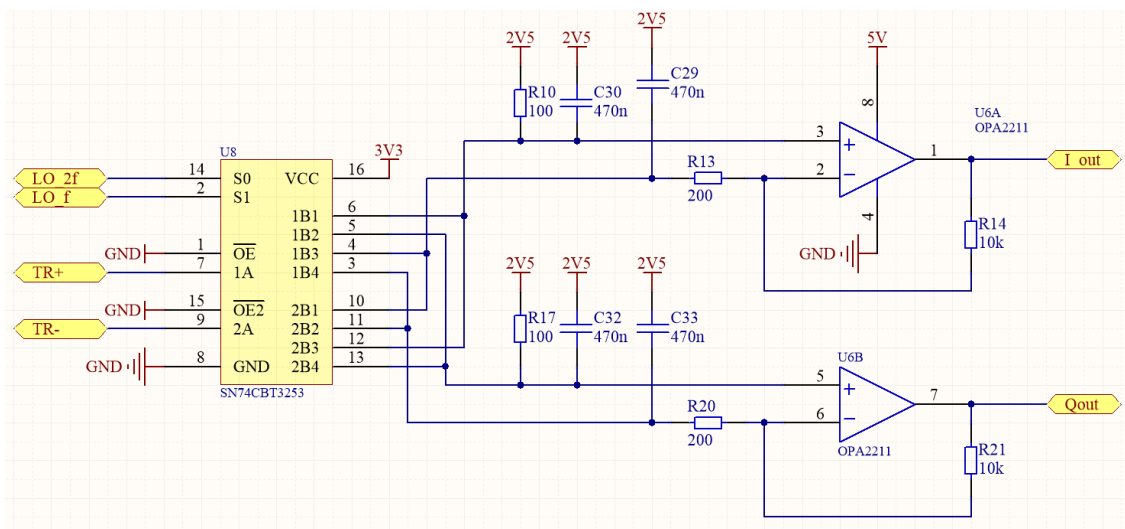 2V5
2V5
2V5
5V
R10
100
C30
470n
C29
470n
8
U6A
OPA2211
3
+
1
I_out
2
−
4
GND
R13
200
R14
10k
U8
3V3
LO_2f
14
S0
VCC
16
LO_f
2
S1
1B1
6
1B2
5
GND
1
OE
1B3
4
TR+
7
1A
1B4
3
GND
15
OE2
2B1
10
TR-
9
2A
2B2
11
2B3
12
GND
8
GND
2B4
13
SN74CBT3253
2V5
2V5
2V5
R17
100
C32
470n
C33
470n
U6B
5
+
7
Qout
6
−
OPA2211
R20
200
R21
10k